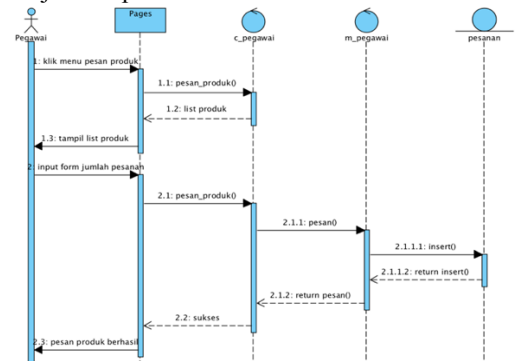 Pages
Pegawai
c_pegawai
m_pegawai
pesanan
1: klik menu pesan produk
1.1: pesan_produk()
1.2: list produk
1.3: tampil list produk
2: input form jumlah pesanan
2.1: pesan_produk()
2.1.1: pesan()
2.1.1.1: insert()
2.1.1.2: return insert()
2.1.2: return pesan()
2.2: sukses
2.3: pesan produk berhasil